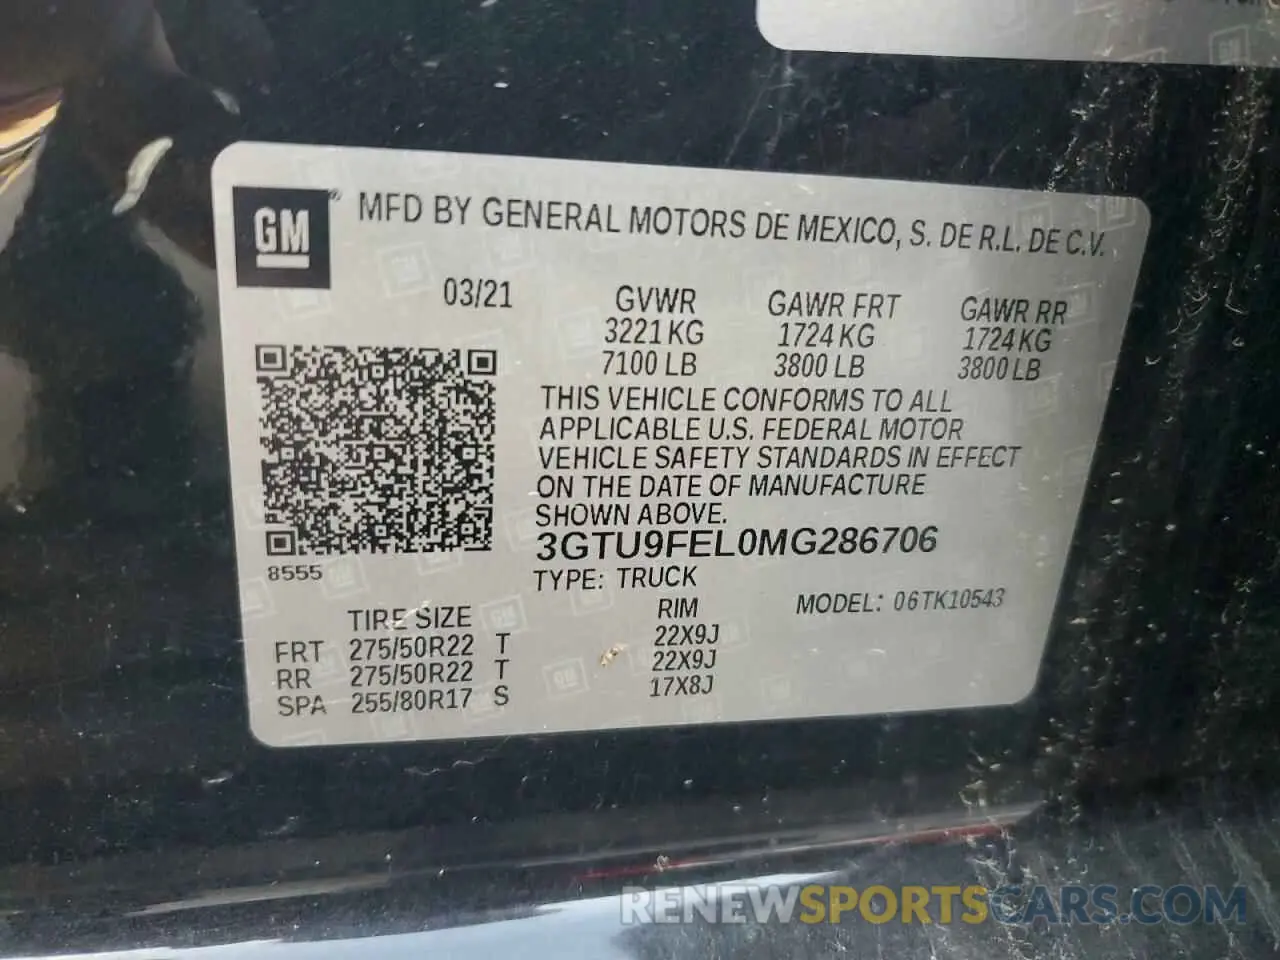 GM
MFD BY GENERAL MOTORS DE MEXICO, S. DE R.L. DE C.V.
03/21
GVWR GAWR FRT GAWR RR
3221 KG 1724 KG 1724 KG
7100 LB 3800 LB 3800 LB
THIS VEHICLE CONFORMS TO ALL
APPLICABLE U.S. FEDERAL MOTOR
VEHICLE SAFETY STANDARDS IN EFFECT
ON THE DATE OF MANUFACTURE
SHOWN ABOVE.
3GTU9FEL0MG286706
8555
TYPE: TRUCK
MODEL: 06TK10543
TIRE SIZE RIM
FRT 275/50R22 T 22X9J
RR 275/50R22 T 22X9J
SPA 255/80R17 S 17X8J
RENEWSPORTSCARS.COM